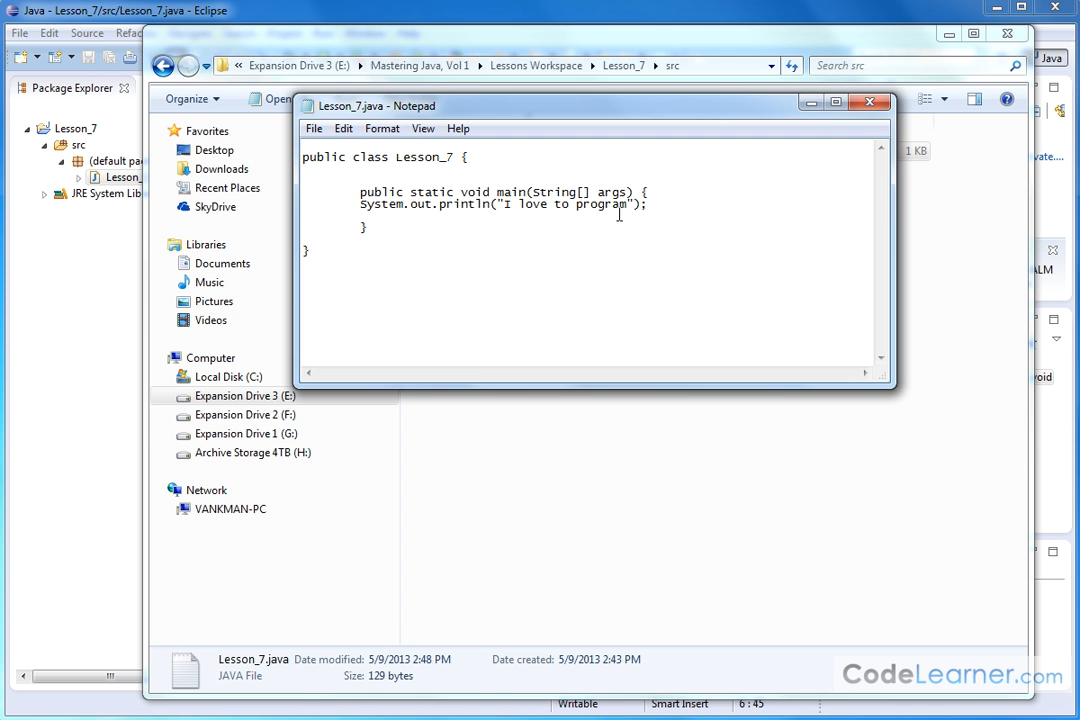 Java - Lesson_7/src/Lesson_7.java - Eclipse
File Edit Source Refac
Package Explorer
Lesson_7
src
(default pa
Lesson_
JRE System Lib
Java
Expansion Drive 3 (E:) Mastering Java, Vol 1 Lessons Workspace Lesson_7 src
Search src
Organize Open
Favorites
Desktop
Downloads
Recent Places
SkyDrive
Libraries
Documents
Music
Pictures
Videos
Computer
Local Disk (C:)
Expansion Drive 3 (E:)
Expansion Drive 2 (F:)
Expansion Drive 1 (G:)
Archive Storage 4TB (H:)
Network
VANKMAN-PC
Lesson_7.java - Notepad
File Edit Format View Help
public class Lesson_7 {
public static void main(String[] args) {
System.out.println("I love to program");
}
}
1 KB
vate....
ALM
void
Lesson_7.java Date modified: 5/9/2013 2:48 PM Date created: 5/9/2013 2:43 PM
JAVA File Size: 129 bytes
CodeLearner.com
Writable Smart Insert 6 : 45